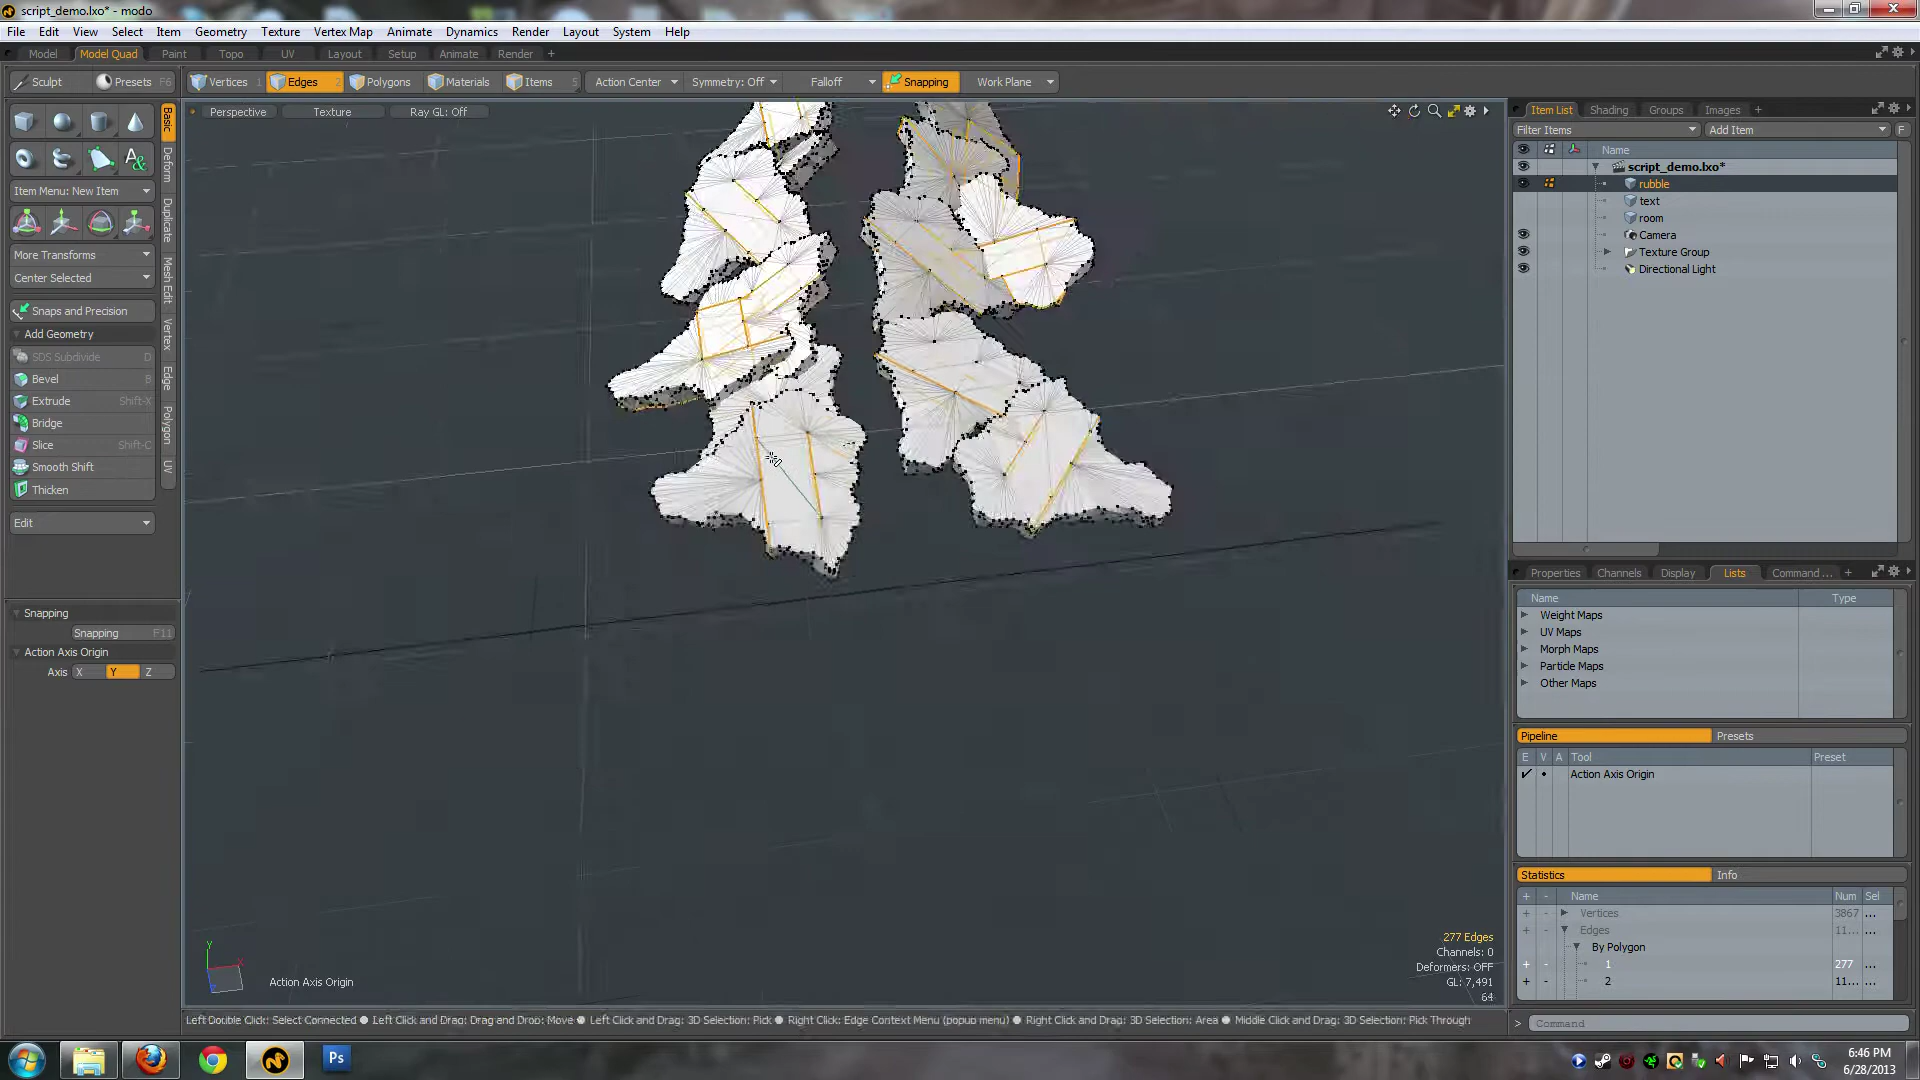 script_demo.lxo* - modo
File Edit View Select Item Geometry Texture Vertex Map Animate Dynamics Render Layout System Help
Model Model Quad Paint Topo UV Layout Setup Animate Render +
Sculpt Presets F6 Vertices 1 Edges 2 Polygons Materials Items 5 Action Center Symmetry: Off Falloff Snapping Work Plane
Perspective Texture Ray GL: Off
Item List Shading Groups Images +
Filter Items Add Item F
Name
script_demo.lxo*
rubble
text
room
Camera
Texture Group
Directional Light
Basic
Deform
Duplicate
Mesh Edit
Vertex
Edge
Polygon
UV
Item Menu: New Item
More Transforms
Center Selected
Snaps and Precision
Add Geometry
SDS Subdivide D
Bevel B
Extrude Shift-X
Bridge
Slice Shift-C
Smooth Shift
Thicken
Edit
Snapping
Snapping F11
Action Axis Origin
Axis X Y Z
Properties Channels Display Lists Command ... +
Name Type
Weight Maps
UV Maps
Morph Maps
Particle Maps
Other Maps
Pipeline Presets
E V A Tool Preset
Action Axis Origin
Statistics Info
+ - Name Num Sel
+ - Vertices 3867 ...
+ - Edges 11... ...
By Polygon
+ - 1 277 ...
+ - 2 11... ...
277 Edges
Channels: 0
Deformers: OFF
GL: 7,491
64
Y
X
Action Axis Origin
Left Double Click: Select Connected ● Left Click and Drag: Drag and Drop: Move ● Left Click and Drag: 3D Selection: Pick ● Right Click: Edge Context Menu (popup menu) ● Right Click and Drag: 3D Selection: Area ● Middle Click and Drag: 3D Selection: Pick Through
> Command
Ps
6:46 PM
6/28/2013